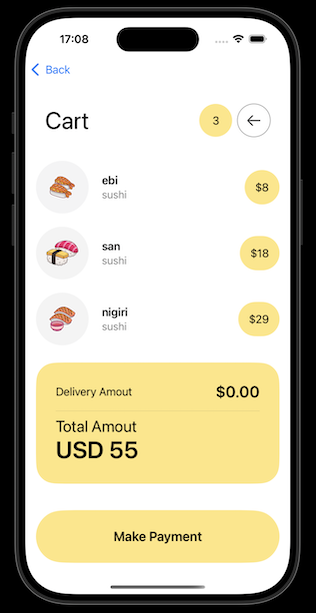 17:08
Back
Cart
3
ebi
sushi
$8
san
sushi
$18
nigiri
sushi
$29
Delivery Amout
$0.00
Total Amout
USD 55
Make Payment